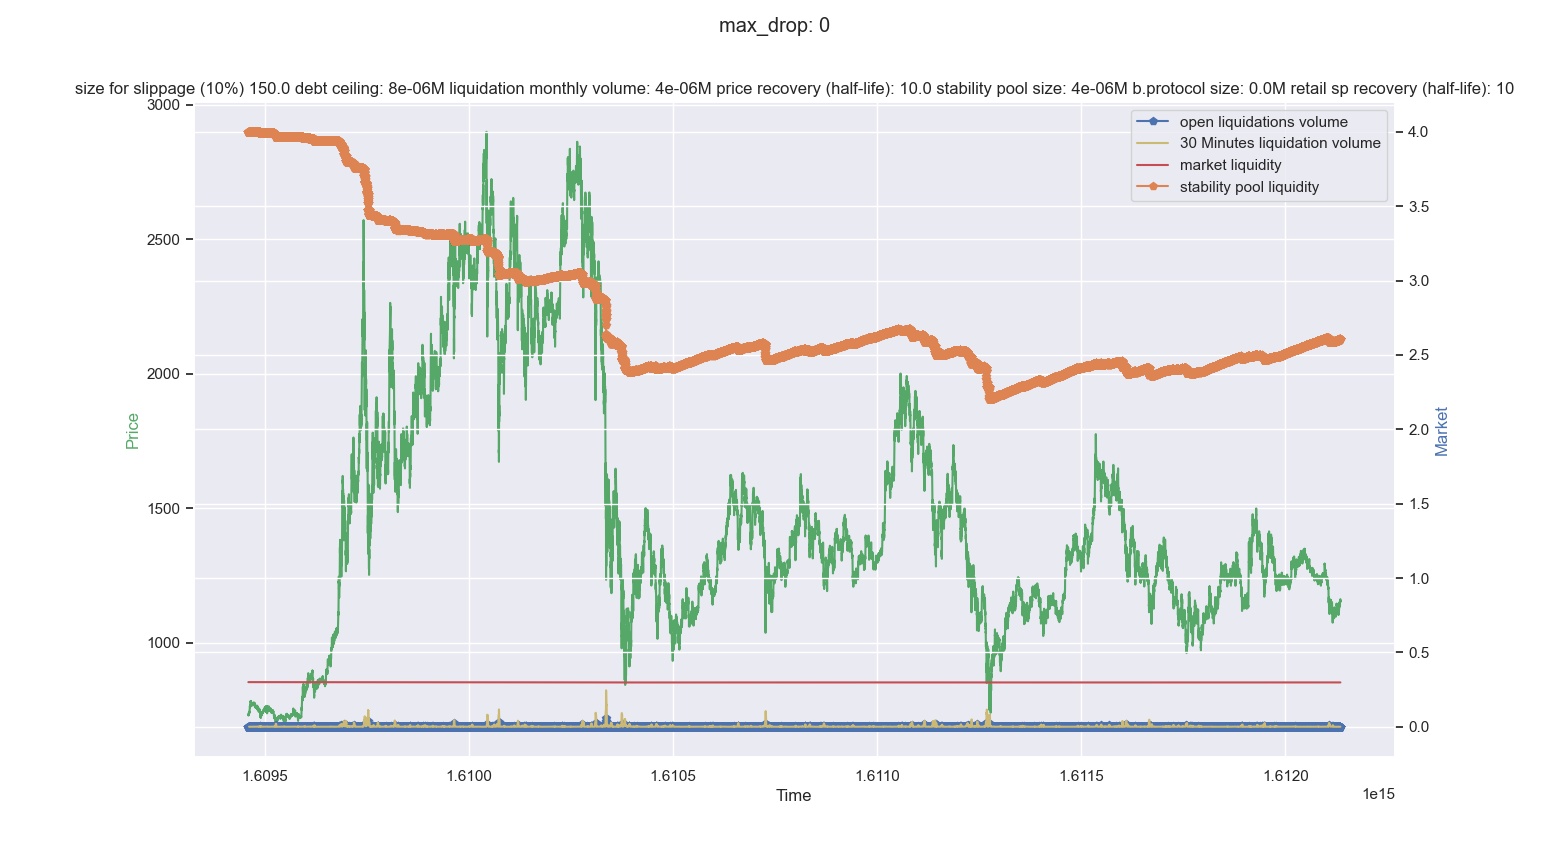 max_drop: 0
size for slippage (10%) 150.0 debt ceiling: 8e-06M liquidation monthly volume: 4e-06M price recovery (half-life): 10.0 stability pool size: 4e-06M b.protocol size: 0.0M retail sp recovery (half-life): 10
3000
2500
2000
1500
1000
Price
open liquidations volume
30 Minutes liquidation volume
market liquidity
stability pool liquidity
4.0
3.5
3.0
2.5
2.0
1.5
1.0
0.5
0.0
Market
1.6095 1.6100 1.6105 1.6110 1.6115 1.6120
Time
1e15